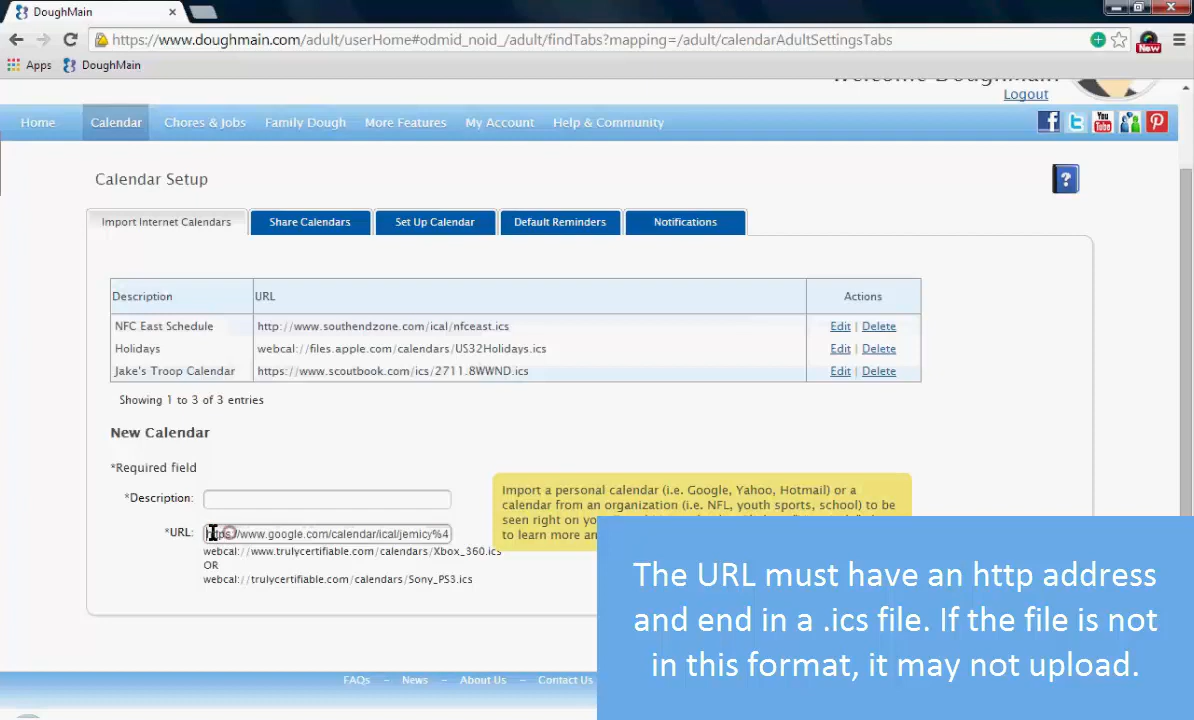 DoughMain
https://www.doughmain.com/adult/userHome#odmid_noid_/adult/findTabs?mapping=/adult/calendarAdultSettingsTabs
New
Apps DoughMain
Welcome DoughMain
Logout
Home Calendar Chores & Jobs Family Dough More Features My Account Help & Community
f t You Tube P
Calendar Setup ?
Import Internet Calendars Share Calendars Set Up Calendar Default Reminders Notifications
Description URL Actions
NFC East Schedule http://www.southendzone.com/ical/nfceast.ics Edit | Delete
Holidays webcal://files.apple.com/calendars/US32Holidays.ics Edit | Delete
Jake's Troop Calendar https://www.scoutbook.com/ics/2711.8WWND.ics Edit | Delete
Showing 1 to 3 of 3 entries
New Calendar
*Required field
*Description:
*URL: https://www.google.com/calendar/ical/jemicy%4
webcal://www.trulycertifiable.com/calendars/Xbox_360.ics
OR
webcal://trulycertifiable.com/calendars/Sony_PS3.ics
Import a personal calendar (i.e. Google, Yahoo, Hotmail) or a
calendar from an organization (i.e. NFL, youth sports, school) to be
seen right on yo
to learn more an
The URL must have an http address
and end in a .ics file. If the file is not
in this format, it may not upload.
FAQs – News – About Us – Contact Us